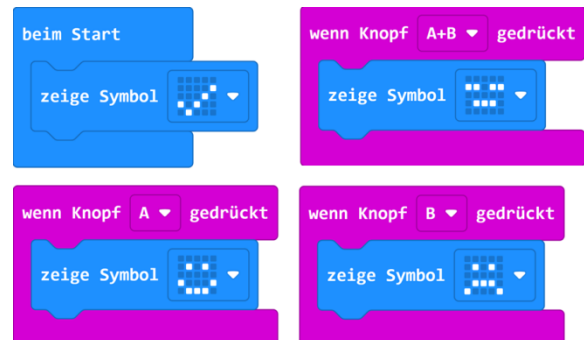 beim Start
zeige Symbol
wenn Knopf A+B gedrückt
zeige Symbol
wenn Knopf A gedrückt
zeige Symbol
wenn Knopf B gedrückt
zeige Symbol